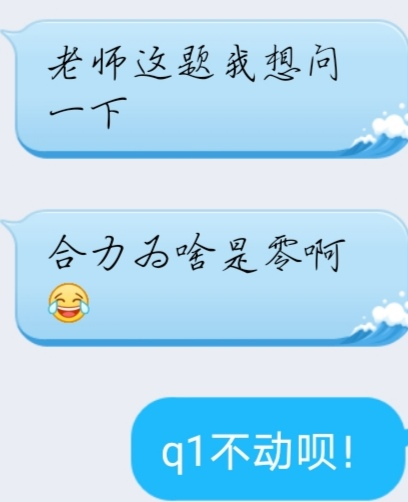 老师这题我想问
一下
合力为啥是零啊
😂
q1不动呗！